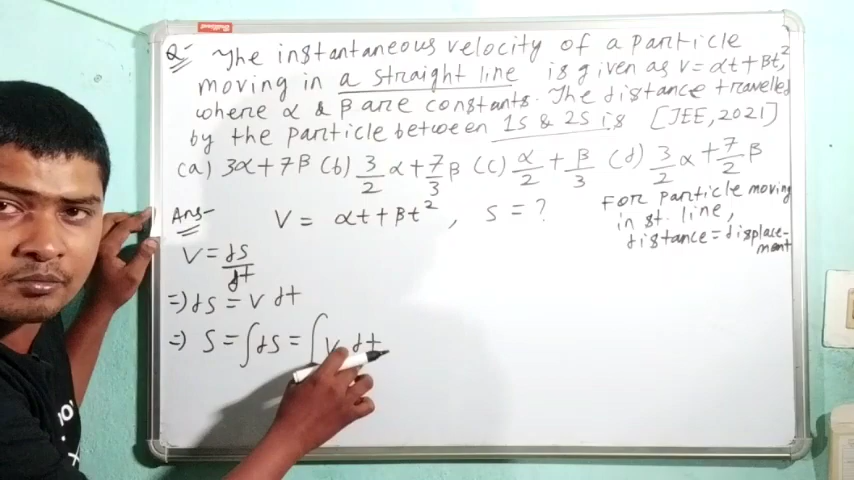 Q:- The instantaneous velocity of a particle
moving in a straight line is given as v = αt + βt²,
where α & β are constants. The distance travelled
by the particle between 1s & 2s is [JEE, 2021]
(a) 3α + 7β (b) 3/2 α + 7/3 β (c) α/2 + β/3 (d) 3/2 α + 7/2 β
Ans- V = αt + βt², S = ?
For particle moving
in st. line,
distance = displace-
ment
V = dS/dt
=> dS = V dt
=> S = ∫dS = ∫V dt